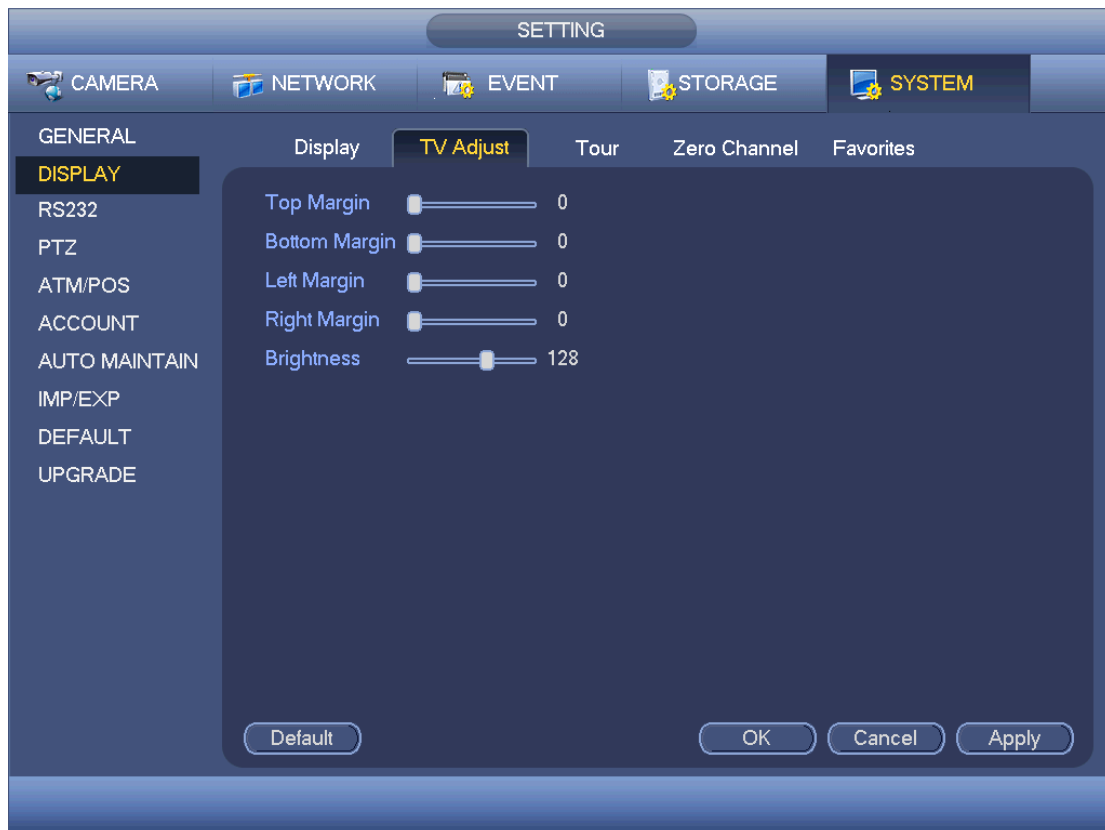 SETTING
CAMERA NETWORK EVENT STORAGE SYSTEM
GENERAL
DISPLAY
RS232
PTZ
ATM/POS
ACCOUNT
AUTO MAINTAIN
IMP/EXP
DEFAULT
UPGRADE
Display TV Adjust Tour Zero Channel Favorites
Top Margin 0
Bottom Margin 0
Left Margin 0
Right Margin 0
Brightness 128
Default OK Cancel Apply